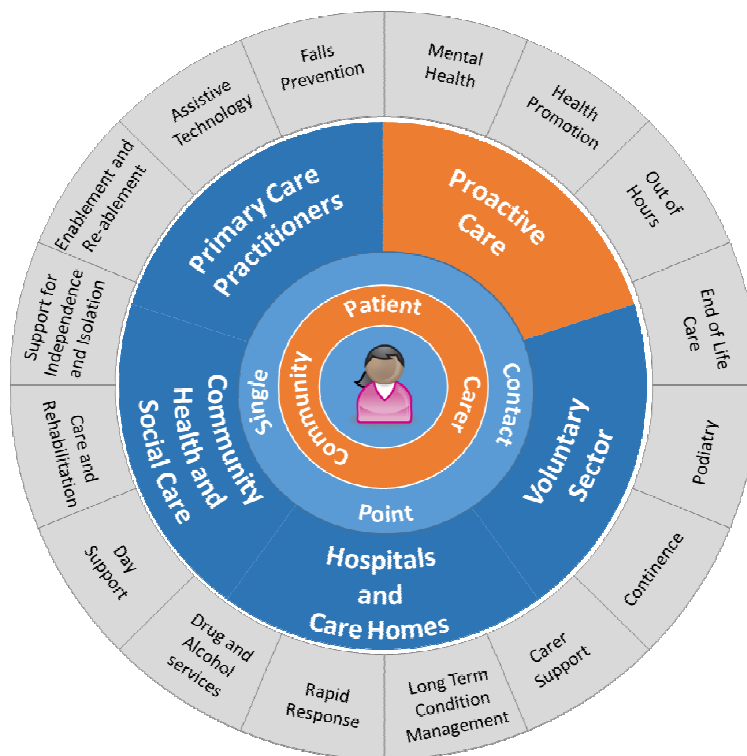 Falls
Prevention
Mental
Health
Health
Promotion
Out of
Hours
End of Life
Care
Podiatry
Continence
Carer
Support
Long Term
Condition
Management
Rapid
Response
Drug and
Alcohol
services
Day
Support
Care and
Rehabilitation
Support for
Independence
and Isolation
Enablement and
Re-ablement
Assistive
Technology
Primary Care
Practitioners
Proactive
Care
Voluntary
Sector
Hospitals
and
Care Homes
Community
Health and
Social Care
Single
Point
Contact
Patient
Carer
Community